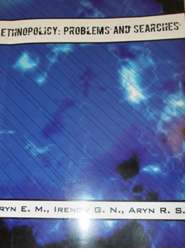 ETHNOPOLICY: PROBLEMS AND SEARCHES
ARYN E. M., IRENOV G. N., ARYN R. S.